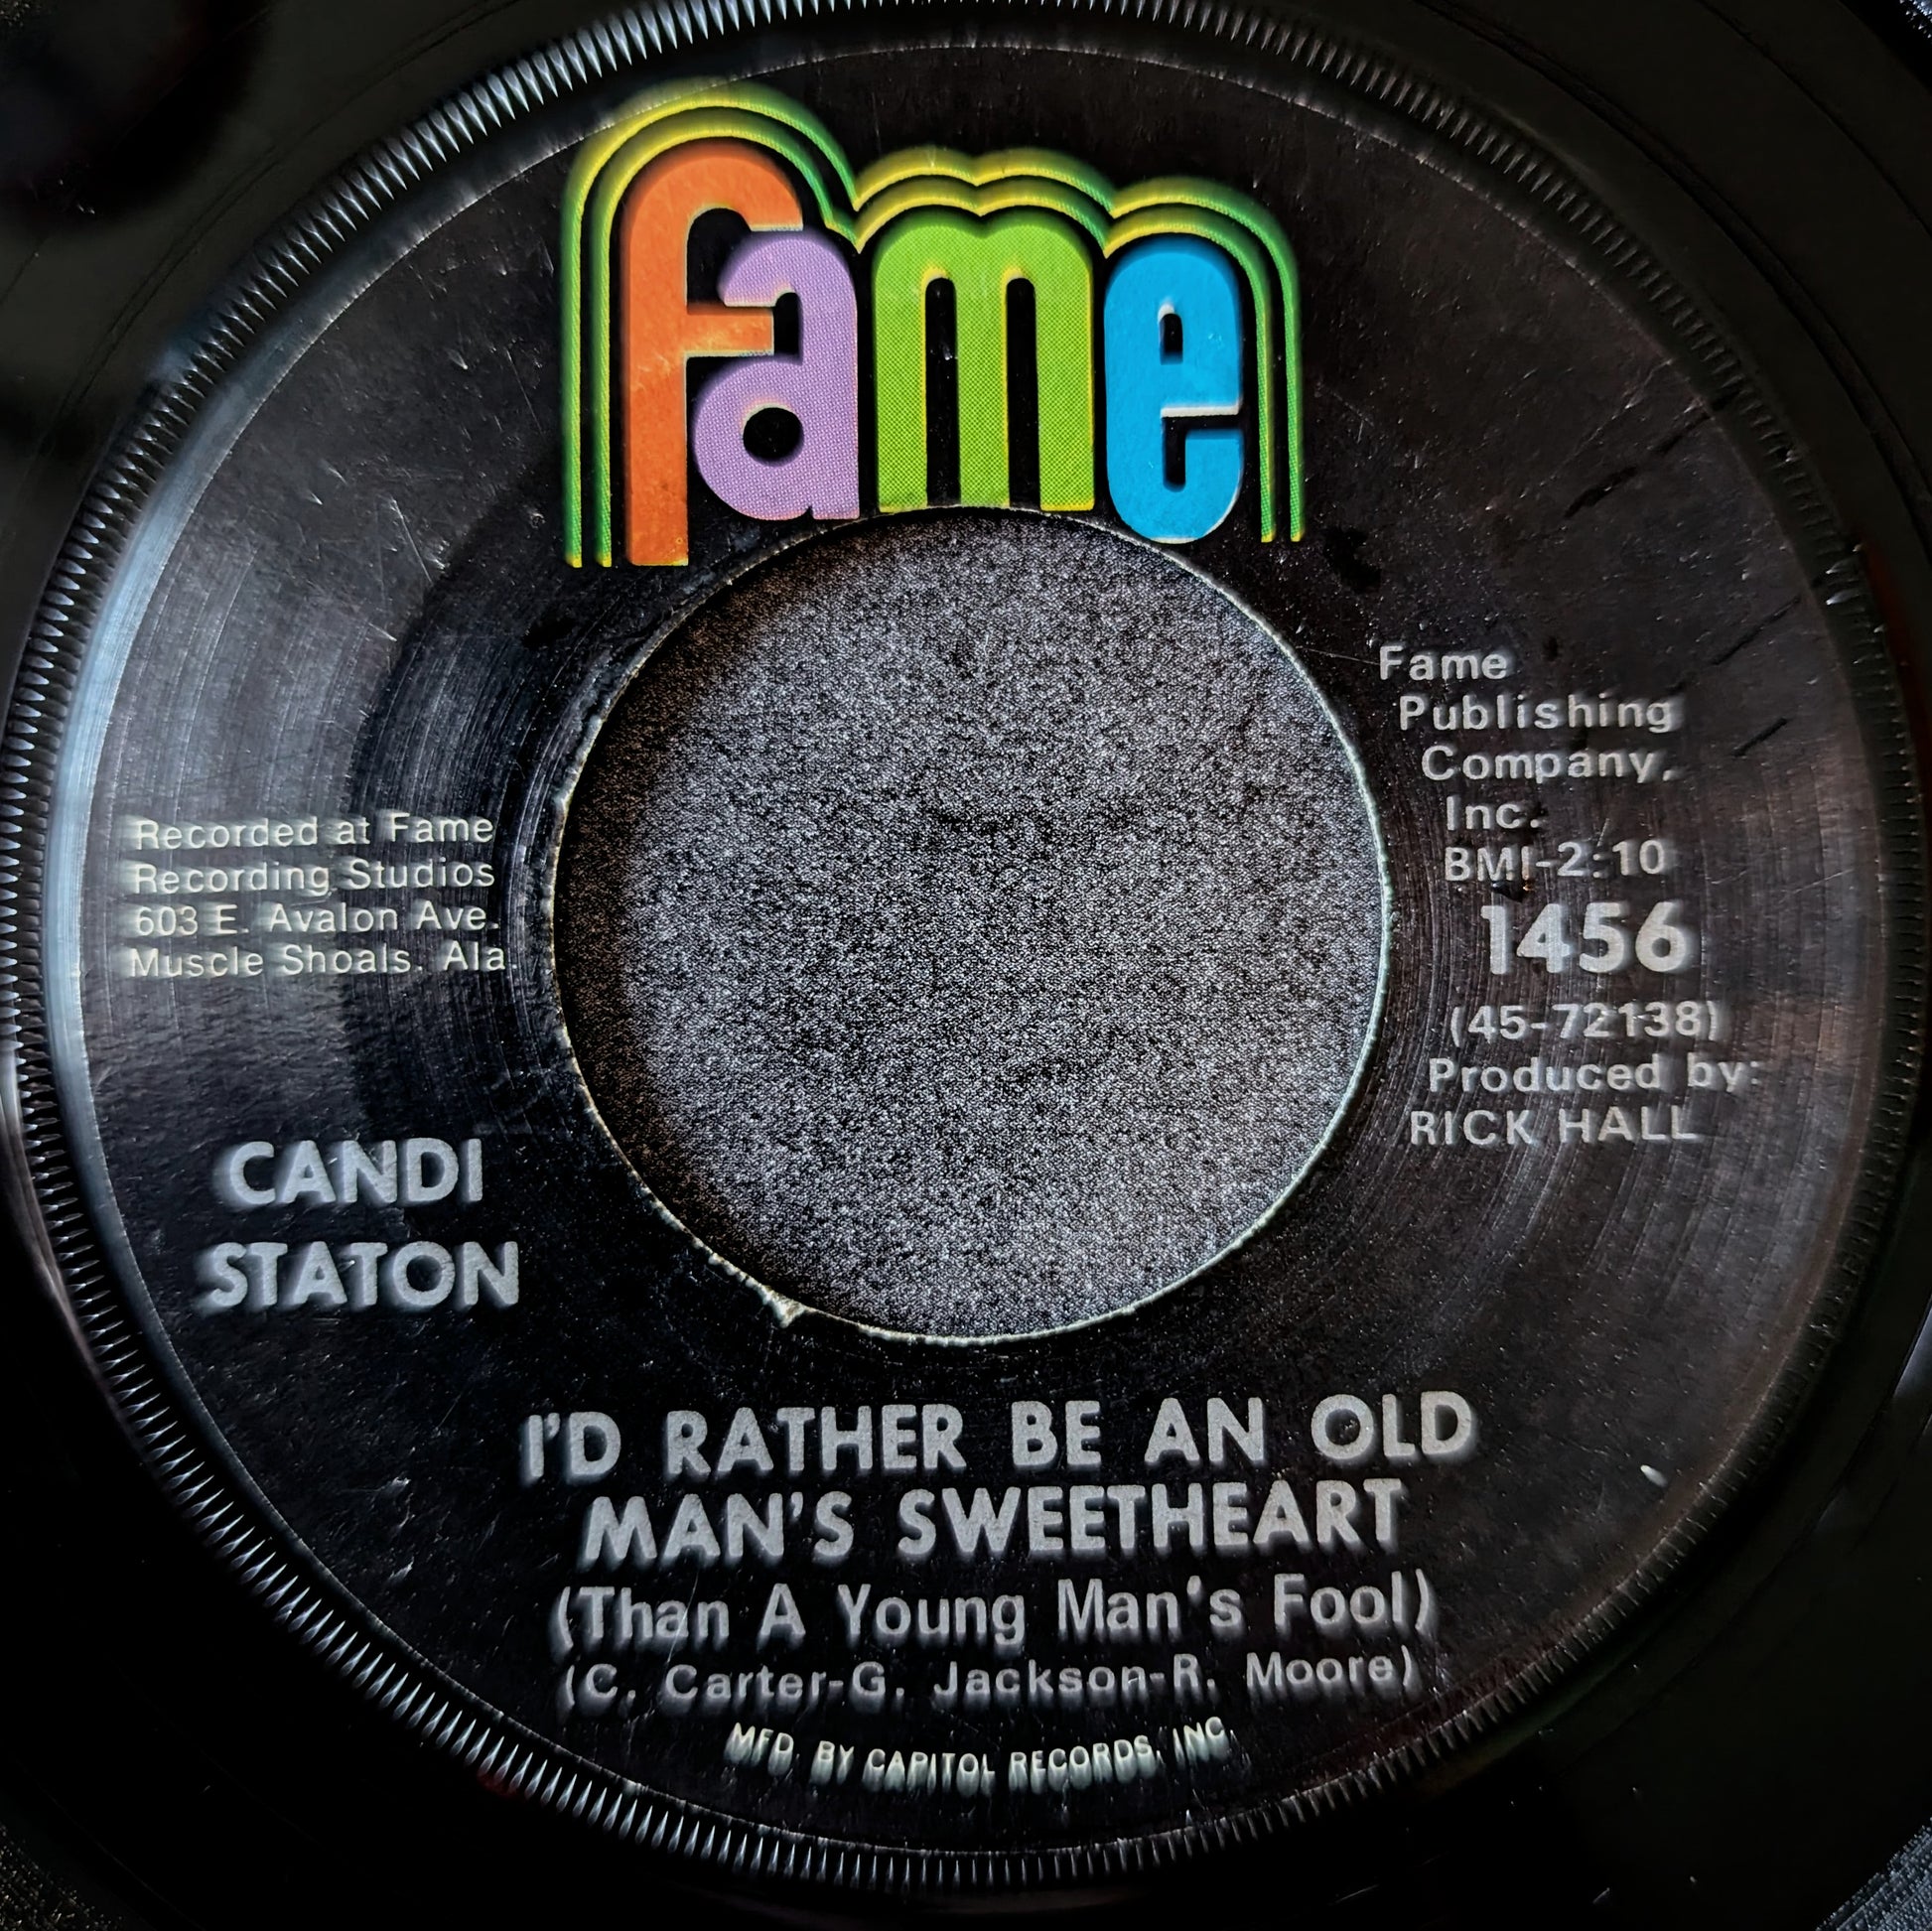 fame
Fame
Publishing
Company,
Inc.
BMI-2:10
1456
(45-72138)
Produced by:
RICK HALL
Recorded at Fame
Recording Studios
603 E. Avalon Ave.
Muscle Shoals, Ala.
CANDI
STATON
I'D RATHER BE AN OLD
MAN'S SWEETHEART
(Than A Young Man's Fool)
(C. Carter-G. Jackson-R. Moore)
MFD. BY CAPITOL RECORDS, INC.